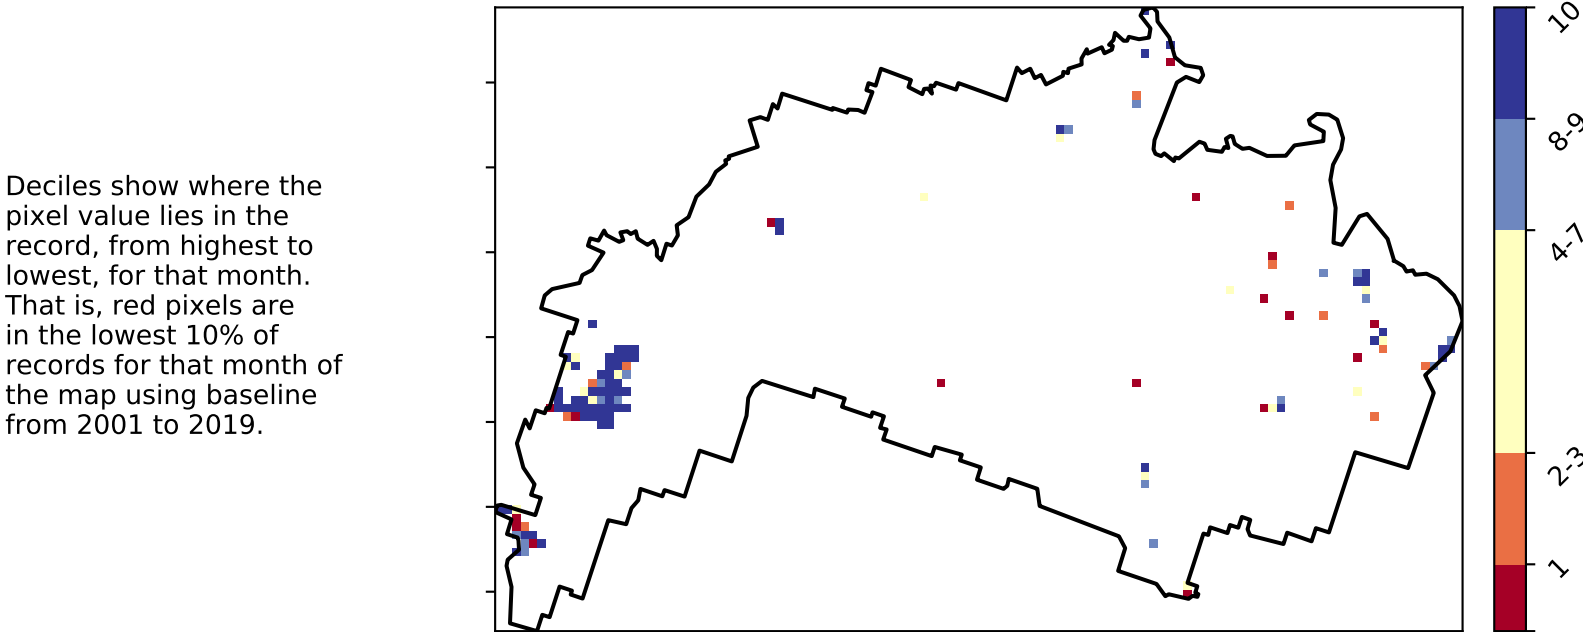 Deciles show where the
pixel value lies in the
record, from highest to
lowest, for that month.
That is, red pixels are
in the lowest 10% of
records for that month of
the map using baseline
from 2001 to 2019.
10
8-9
4-7
2-3
1